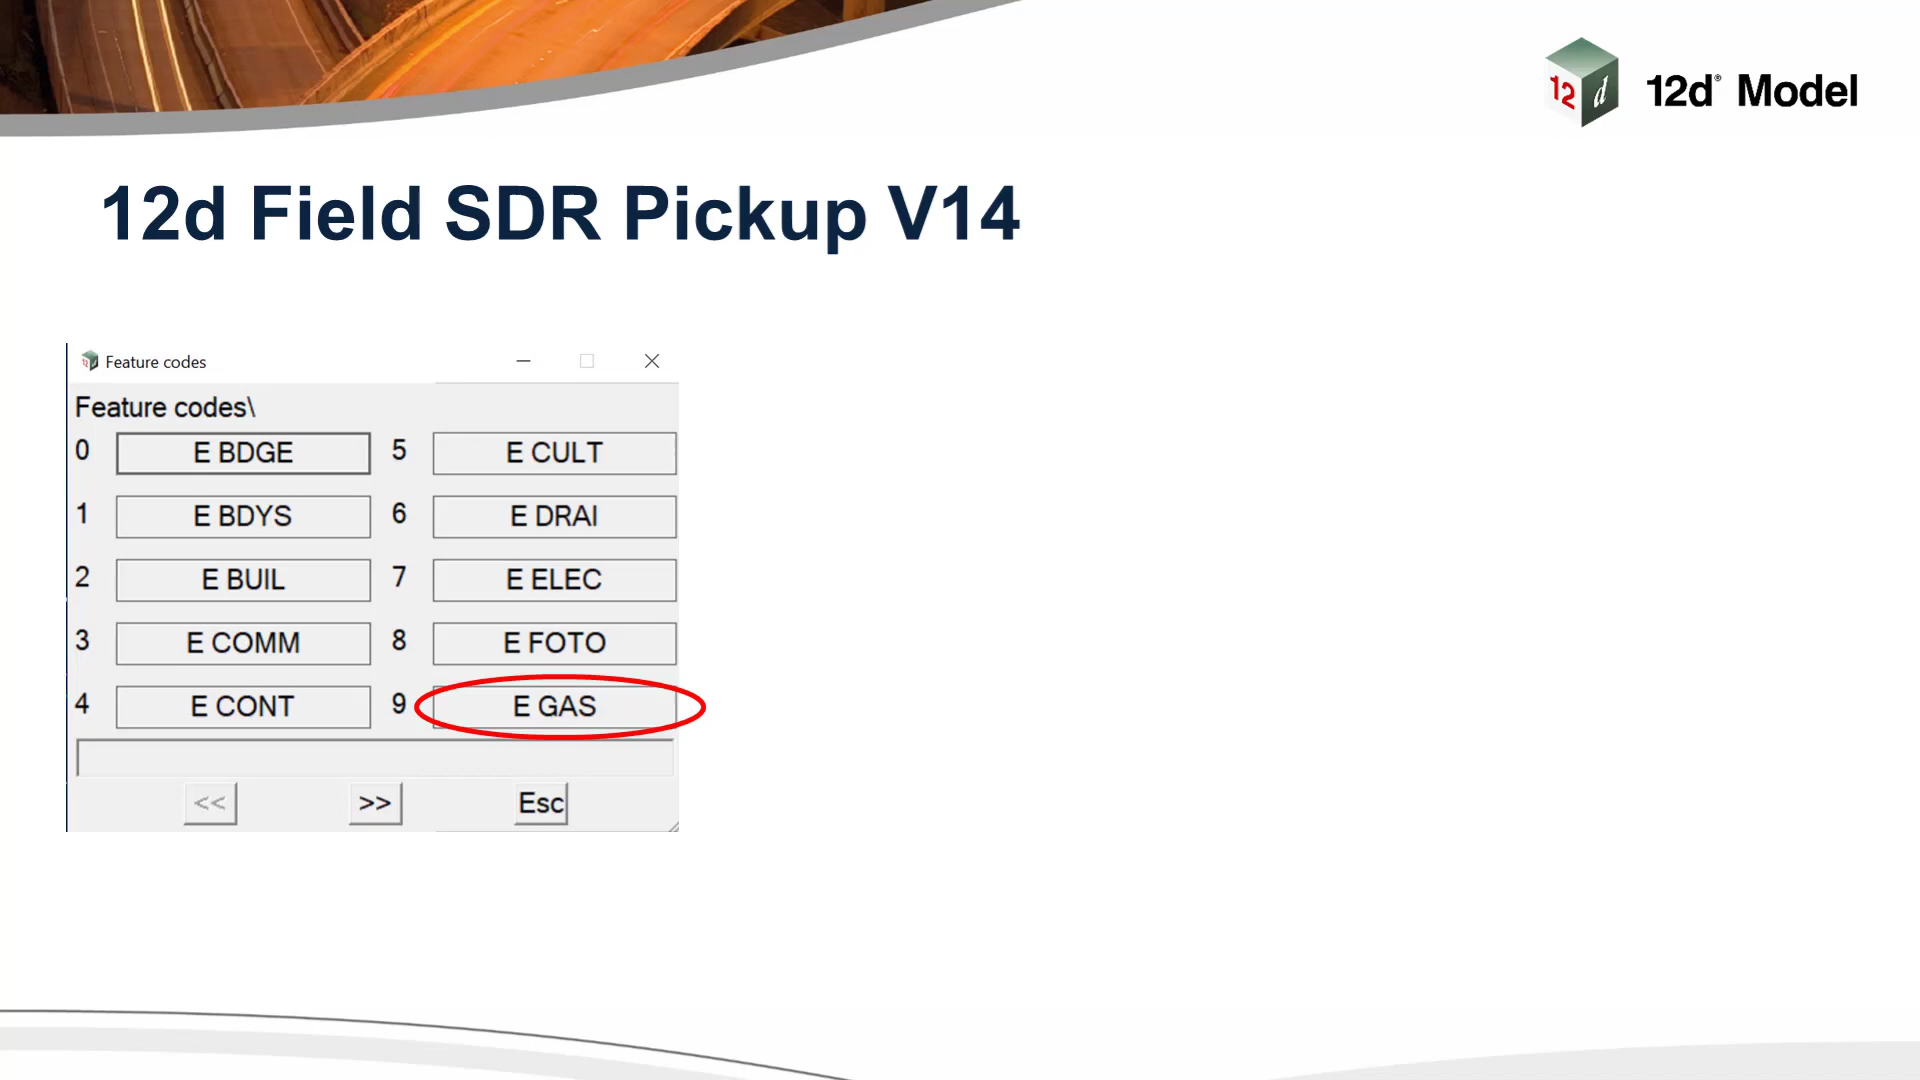 12d
12d® Model
12d Field SDR Pickup V14
Feature codes
Feature codes\
0 E BDGE 5 E CULT
1 E BDYS 6 E DRAI
2 E BUIL 7 E ELEC
3 E COMM 8 E FOTO
4 E CONT 9 E GAS
<< >> Esc